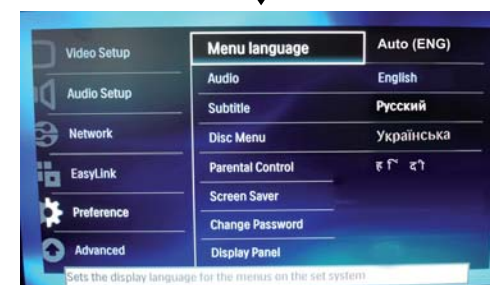 Video Setup
Audio Setup
Network
EasyLink
Preference
Advanced
Menu language
Audio
Subtitle
Disc Menu
Parental Control
Screen Saver
Change Password
Display Panel
Auto (ENG)
English
Русский
Українська
हिंदी
Sets the display language for the menus on the set system